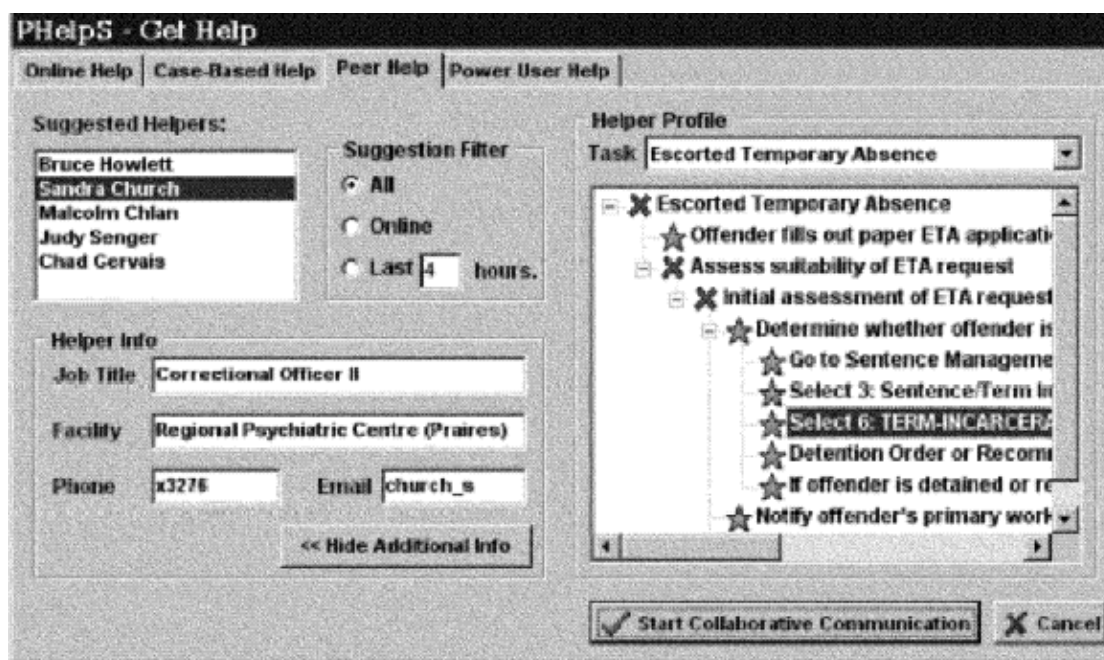 PHelpS - Get Help
Online Help Case-Based Help Peer Help Power User Help
Suggested Helpers:
Bruce Howlett
Sandra Church
Malcolm Chlan
Judy Senger
Chad Gervais
Suggestion Filter
All
Online
Last 4 hours.
Helper Info
Job Title Correctional Officer II
Facility Regional Psychiatric Centre (Praires)
Phone x3276 Email church_s
<< Hide Additional Info
Helper Profile
Task Escorted Temporary Absence
Escorted Temporary Absence
Offender fills out paper ETA applicati
Assess suitability of ETA request
Initial assessment of ETA request
Determine whether offender is
Go to Sentence Manageme
Select 3: Sentence/Term In
Select 6: TERM-INCARCERA
Detention Order or Recom
If offender is detained or re
Notify offender's primary work
Start Collaborative Communication Cancel